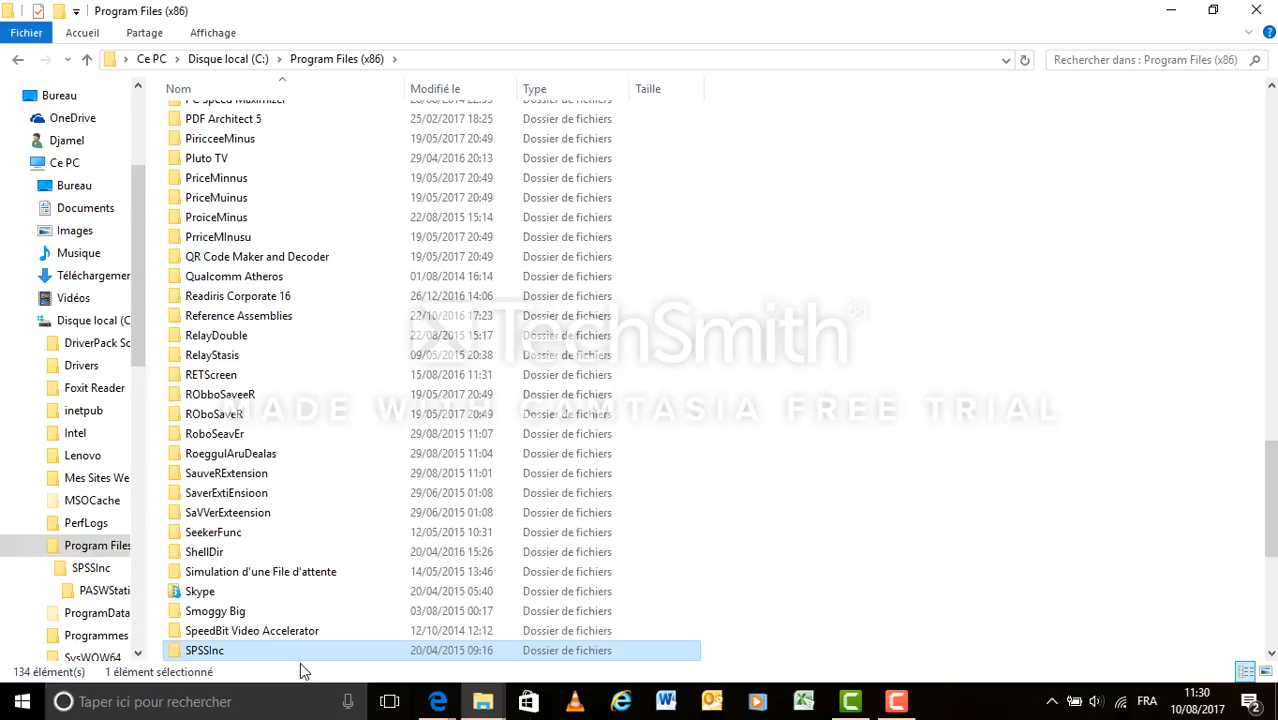 Program Files (x86)
Fichier Accueil Partage Affichage
Ce PC Disque local (C:) Program Files (x86) Rechercher dans : Program Files (x86)
Nom Modifié le Type Taille
Bureau
OneDrive
Djamel
Ce PC
Bureau
Documents
Images
Musique
Téléchargemer
Vidéos
Disque local (C
DriverPack Sc
Drivers
Foxit Reader
inetpub
Intel
Lenovo
Mes Sites We
MSOCache
PerfLogs
Program Files
SPSSInc
PASWStati
ProgramData
Programmes
SysWOW64
PC Speed Maximizer
PDF Architect 5 25/02/2017 18:25 Dossier de fichiers
PiricceeMinus 19/05/2017 20:49 Dossier de fichiers
Pluto TV 29/04/2016 20:13 Dossier de fichiers
PriceMinnus 19/05/2017 20:49 Dossier de fichiers
PriceMuinus 19/05/2017 20:49 Dossier de fichiers
ProiceMinus 22/08/2015 15:14 Dossier de fichiers
PrriceMInusu 19/05/2017 20:49 Dossier de fichiers
QR Code Maker and Decoder 19/05/2017 20:49 Dossier de fichiers
Qualcomm Atheros 01/08/2014 16:14 Dossier de fichiers
Readiris Corporate 16 26/12/2016 14:06 Dossier de fichiers
Reference Assemblies 22/10/2016 17:23 Dossier de fichiers
RelayDouble 22/08/2015 15:17 Dossier de fichiers
RelayStasis 09/05/2015 20:38 Dossier de fichiers
RETScreen 15/08/2016 11:31 Dossier de fichiers
RObboSaveeR 19/05/2017 20:49 Dossier de fichiers
ROboSaveR 19/05/2017 20:49 Dossier de fichiers
RoboSeavEr 29/08/2015 11:07 Dossier de fichiers
RoeggulAruDealas 29/08/2015 11:04 Dossier de fichiers
SauveRExtension 29/08/2015 11:01 Dossier de fichiers
SaverExtiEnsioon 29/06/2015 01:08 Dossier de fichiers
SaVVerExteension 29/06/2015 01:08 Dossier de fichiers
SeekerFunc 12/05/2015 10:31 Dossier de fichiers
ShellDir 20/04/2016 15:26 Dossier de fichiers
Simulation d'une File d'attente 14/05/2015 13:46 Dossier de fichiers
Skype 20/04/2015 05:40 Dossier de fichiers
Smoggy Big 03/08/2015 00:17 Dossier de fichiers
SpeedBit Video Accelerator 12/10/2014 12:12 Dossier de fichiers
SPSSInc 20/04/2015 09:16 Dossier de fichiers
TechSmith
MADE WITH CAMTASIA FREE TRIAL
134 élément(s) 1 élément sélectionné
Taper ici pour rechercher
FRA
11:30
10/08/2017
2